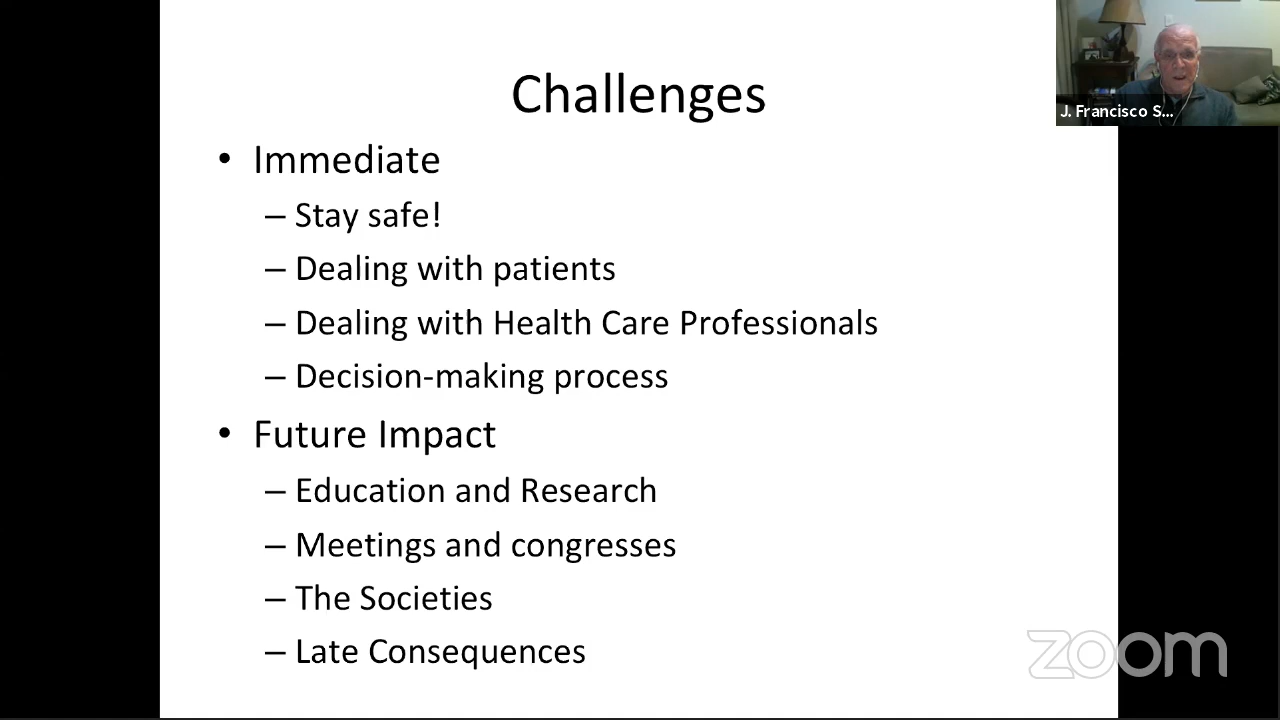 Challenges
• Immediate
– Stay safe!
– Dealing with patients
– Dealing with Health Care Professionals
– Decision-making process
• Future Impact
– Education and Research
– Meetings and congresses
– The Societies
– Late Consequences
J. Francisco S...
zoom